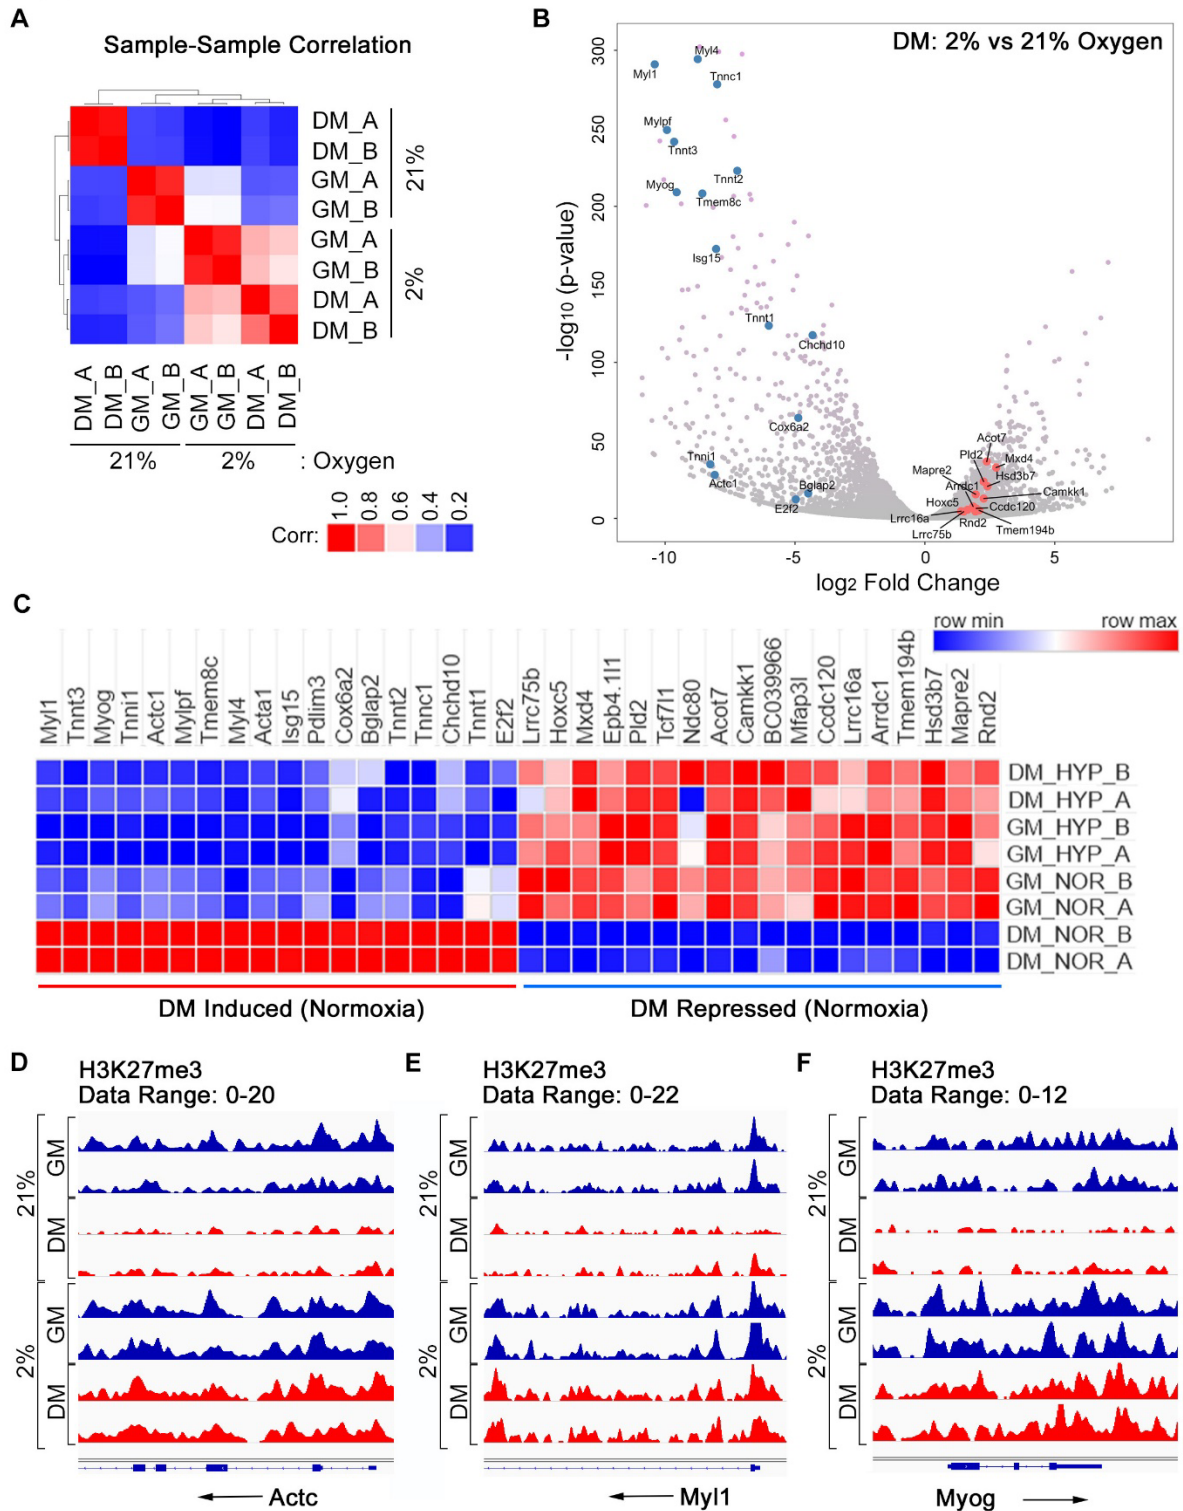 A
Sample-Sample Correlation
DM_A
DM_B
GM_A
GM_B
GM_A
GM_B
DM_A
DM_B
21%
2%
DM_A
DM_B
GM_A
GM_B
GM_A
GM_B
DM_A
DM_B
21%
2%
: Oxygen
1.0
0.8
0.6
0.4
0.2
Corr:
B
DM: 2% vs 21% Oxygen
300
250
200
150
100
50
0
-log10 (p-value)
Myl4
Myl1
Tnnc1
Mylpf
Tnnt3
Tnnt2
Myog
Tmem8c
Isg15
Tnnt1
Chchd10
Cox6a2
Tnni1
Actc1
Bglap2
E2f2
Acot7
Pld2
Mxd4
Mapre2
Hsd3b7
Arrdc1
Camkk1
Hoxc5
Ccdc120
Lrrc16a
Rnd2
Tmem194b
Lrrc75b
-10
-5
0
5
log2 Fold Change
C
row min
row max
Myl1
Tnnt3
Myog
Tnni1
Actc1
Mylpf
Tmem8c
Myl4
Acta1
Isg15
Pdlim3
Cox6a2
Bglap2
Tnnt2
Tnnc1
Chchd10
Tnnt1
E2f2
Lrrc75b
Hoxc5
Mxd4
Epb4.1l1
Pld2
Tcf7l1
Ndc80
Acot7
Camkk1
BC039966
Mfap3l
Ccdc120
Lrrc16a
Arrdc1
Tmem194b
Hsd3b7
Mapre2
Rnd2
DM_HYP_B
DM_HYP_A
GM_HYP_B
GM_HYP_A
GM_NOR_B
GM_NOR_A
DM_NOR_B
DM_NOR_A
DM Induced (Normoxia)
DM Repressed (Normoxia)
D
H3K27me3
Data Range: 0-20
21%
GM
DM
2%
GM
DM
Actc
E
H3K27me3
Data Range: 0-22
21%
GM
DM
2%
GM
DM
Myl1
F
H3K27me3
Data Range: 0-12
21%
GM
DM
2%
GM
DM
Myog